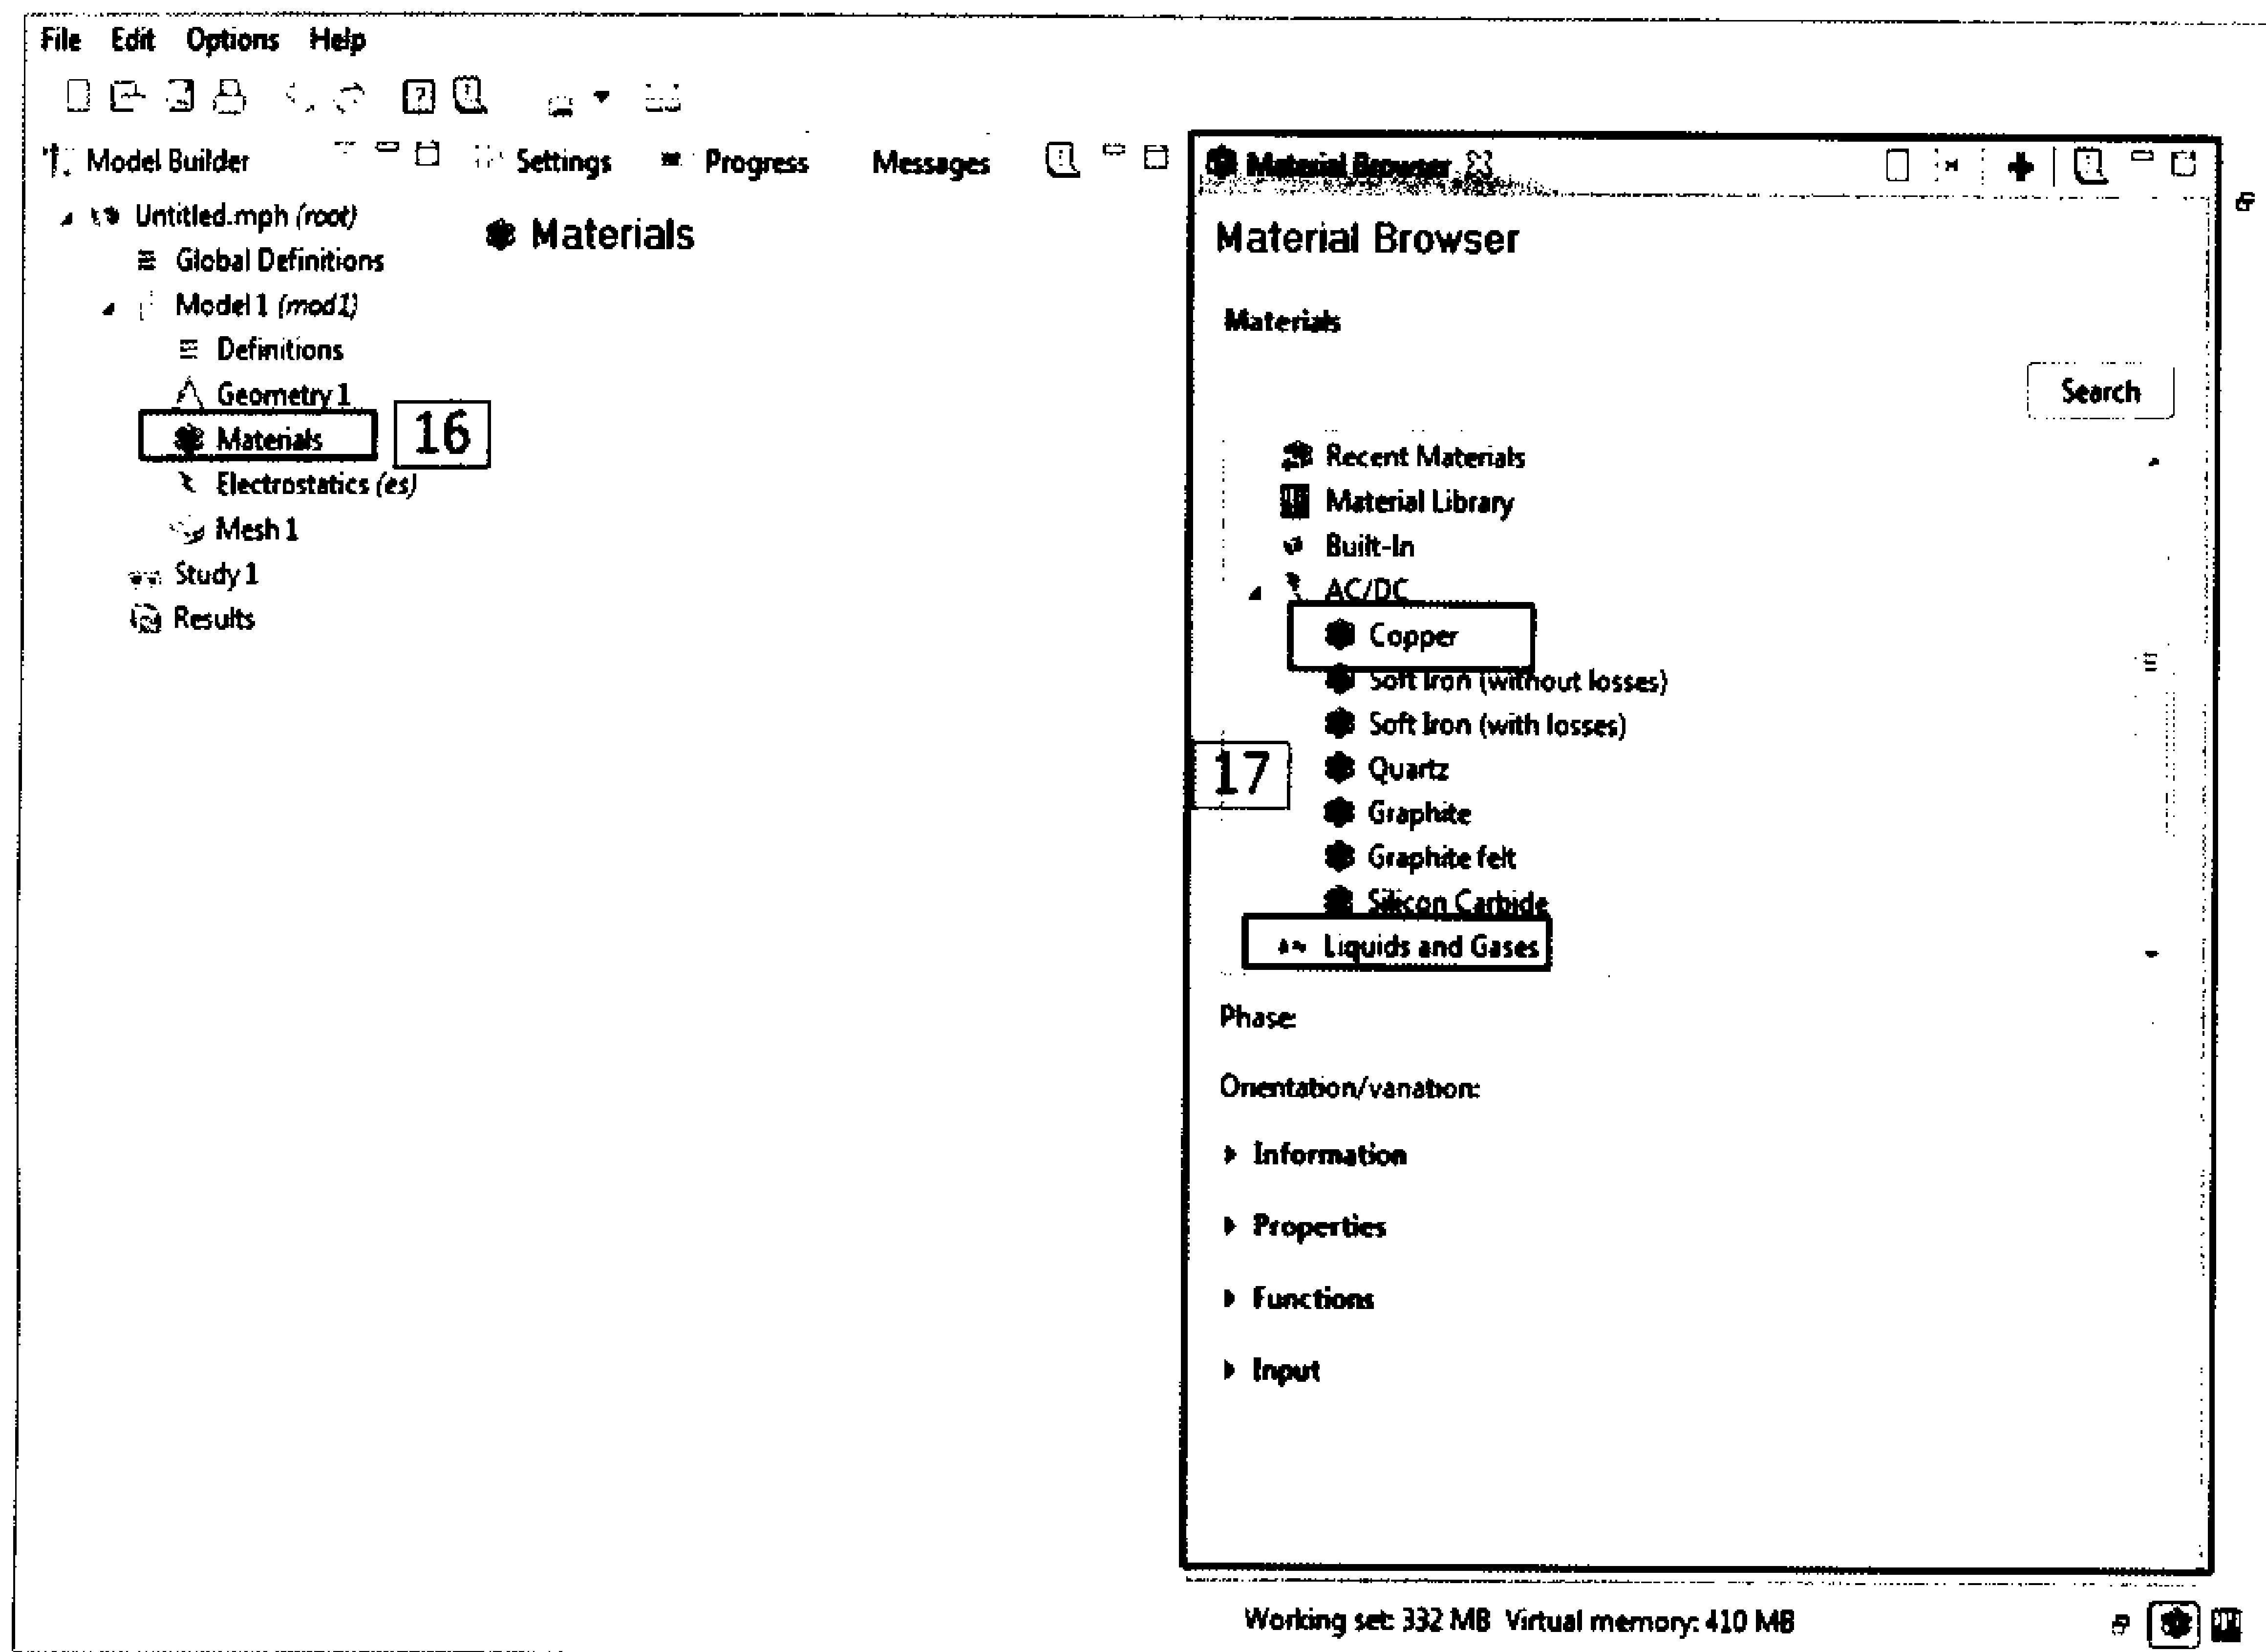 File Edit Options Help
Model Builder
Settings Progress Messages
Untitled.mph (root)
Global Definitions
Model 1 (mod1)
Definitions
Geometry 1
Materials
16
Electrostatics (es)
Mesh 1
Study 1
Results
Materials
Material Browser
Material Browser
Materials
Search
Recent Materials
Material Library
Built-In
AC/DC
Copper
Soft Iron (without losses)
Soft Iron (with losses)
17
Quartz
Graphite
Graphite felt
Silicon Carbide
Liquids and Gases
Phase:
Orientation/variation:
Information
Properties
Functions
Input
Working set: 332 MB Virtual memory: 410 MB